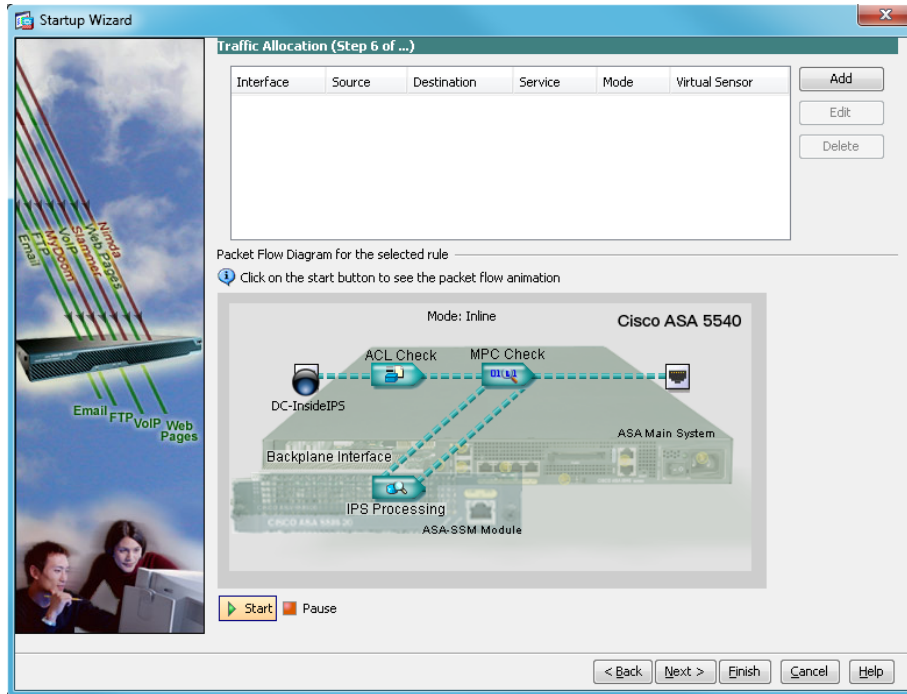 Startup Wizard
Traffic Allocation (Step 6 of ...)
Interface Source Destination Service Mode Virtual Sensor
Add
Edit
Delete
Packet Flow Diagram for the selected rule
Click on the start button to see the packet flow animation
Mode: Inline
Cisco ASA 5540
ACL Check
MPC Check
DC-InsideIPS
ASA Main System
Backplane Interface
IPS Processing
ASA-SSM Module
Start
Pause
Email
FTP
MyDoom
VoIP
Slammer
Web Pages
Nimda
Email
FTP
VoIP
Web
Pages
< Back
Next >
Finish
Cancel
Help